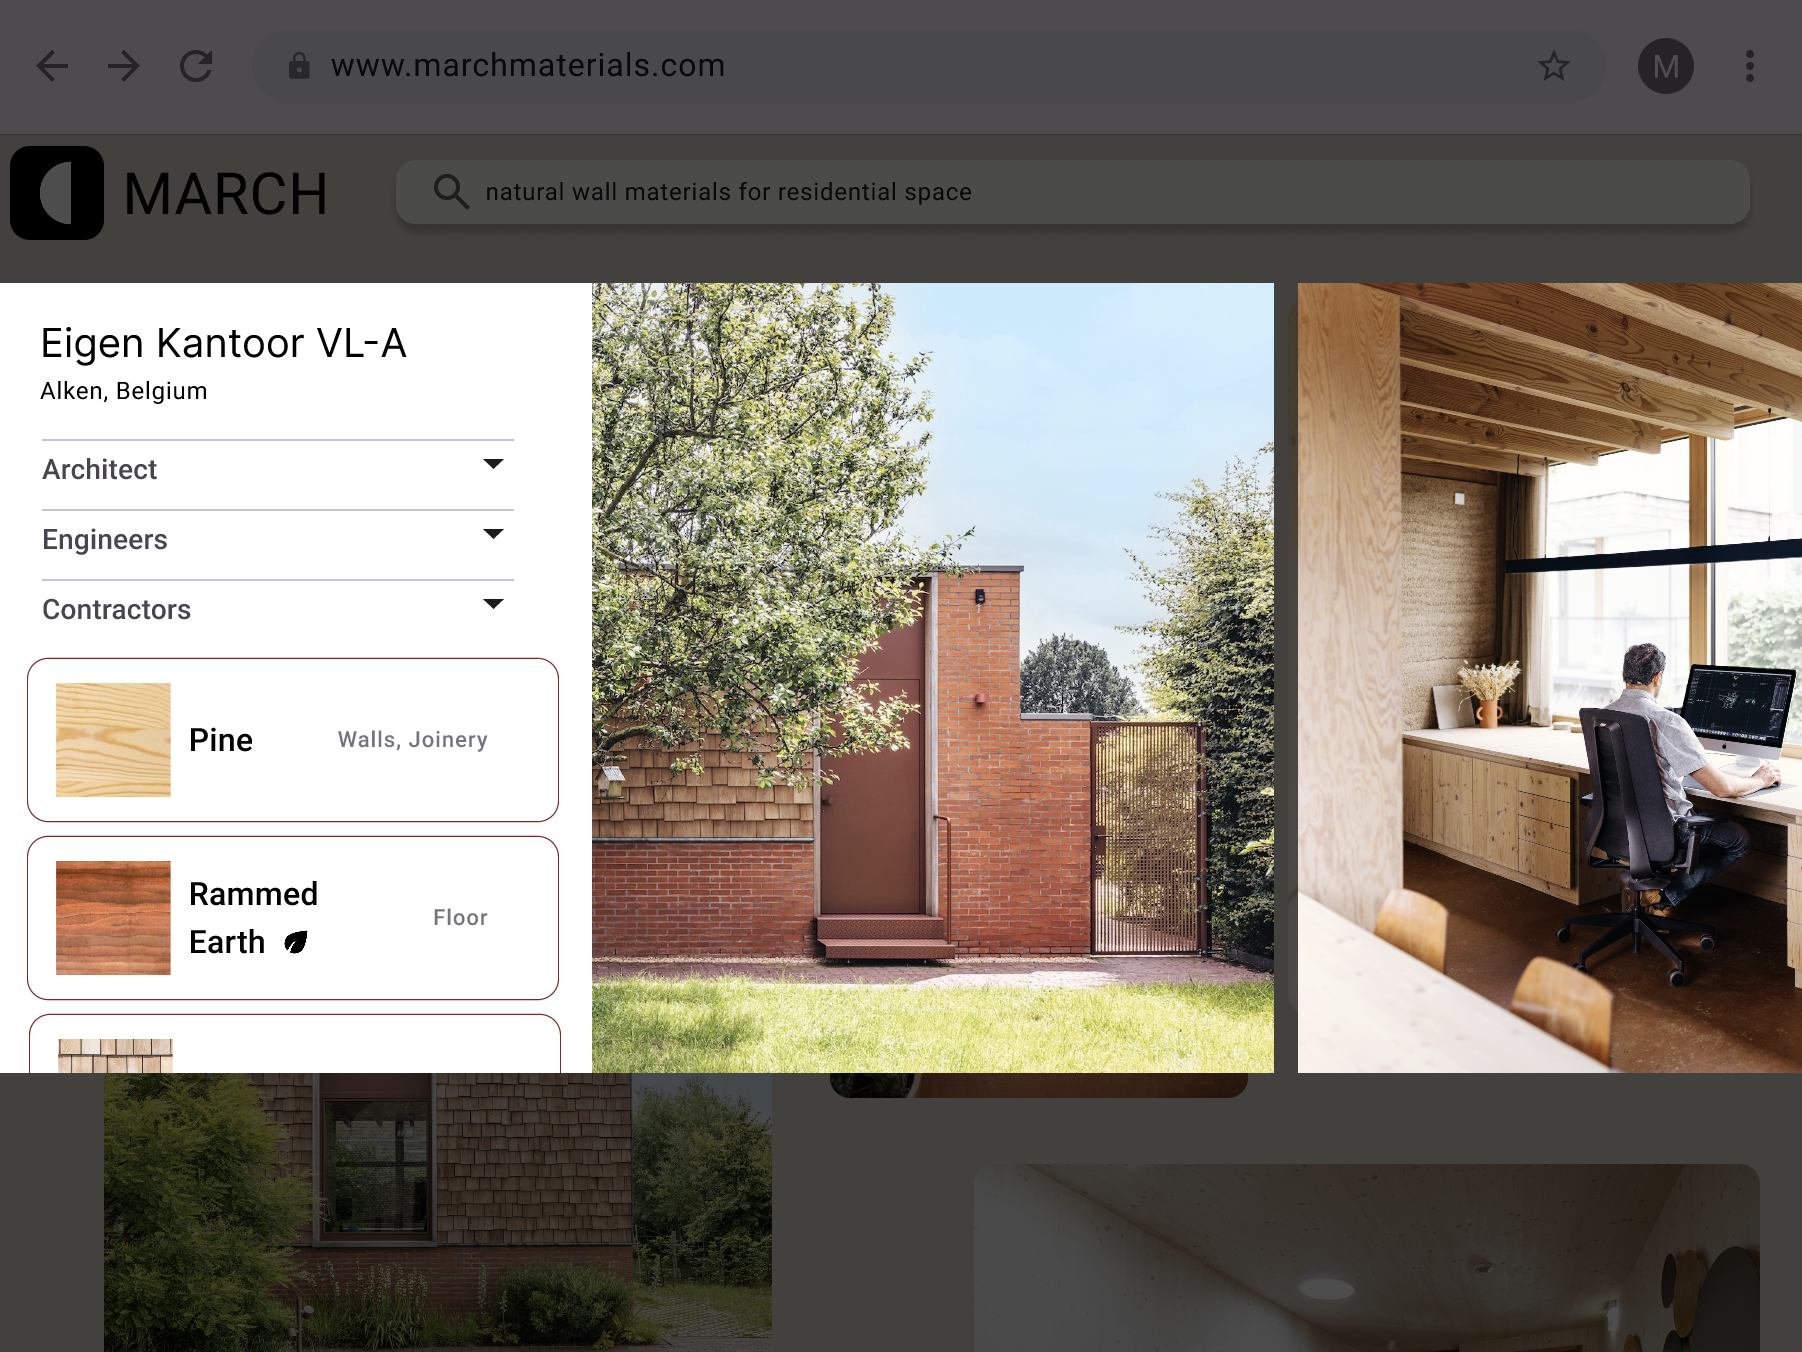 www.marchmaterials.com
M
MARCH
natural wall materials for residential space
Eigen Kantoor VL-A
Alken, Belgium
Architect
Engineers
Contractors
Pine
Walls, Joinery
Rammed
Earth
Floor